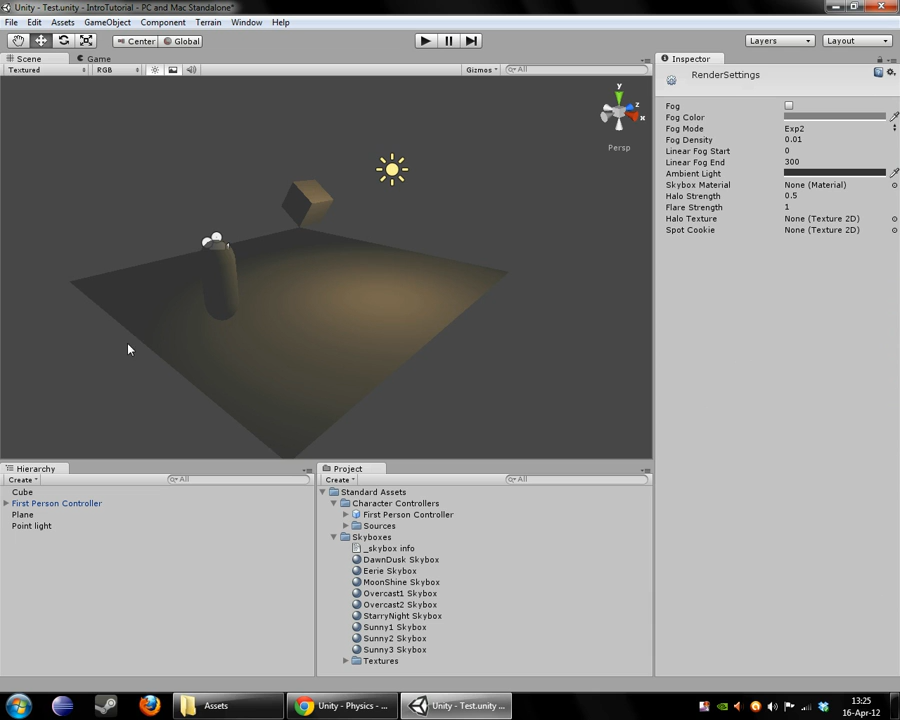 Unity - Test.unity - IntroTutorial - PC and Mac Standalone*
File Edit Assets GameObject Component Terrain Window Help
Center Global Layers Layout
Scene Game
Textured RGB Gizmos All
y
z
x
Persp
Inspector
RenderSettings
Fog
Fog Color
Fog Mode Exp2
Fog Density 0.01
Linear Fog Start 0
Linear Fog End 300
Ambient Light
Skybox Material None (Material)
Halo Strength 0.5
Flare Strength 1
Halo Texture None (Texture 2D)
Spot Cookie None (Texture 2D)
Hierarchy
Create All
Cube
First Person Controller
Plane
Point light
Project
Create All
Standard Assets
Character Controllers
First Person Controller
Sources
Skyboxes
_skybox info
DawnDusk Skybox
Eerie Skybox
MoonShine Skybox
Overcast1 Skybox
Overcast2 Skybox
StarryNight Skybox
Sunny1 Skybox
Sunny2 Skybox
Sunny3 Skybox
Textures
Assets
Unity - Physics - ...
Unity - Test.unity ...
13:25
16-Apr-12